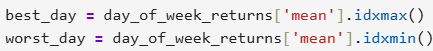 best_day = day_of_week_returns['mean'].idxmax()
worst_day = day_of_week_returns['mean'].idxmin()